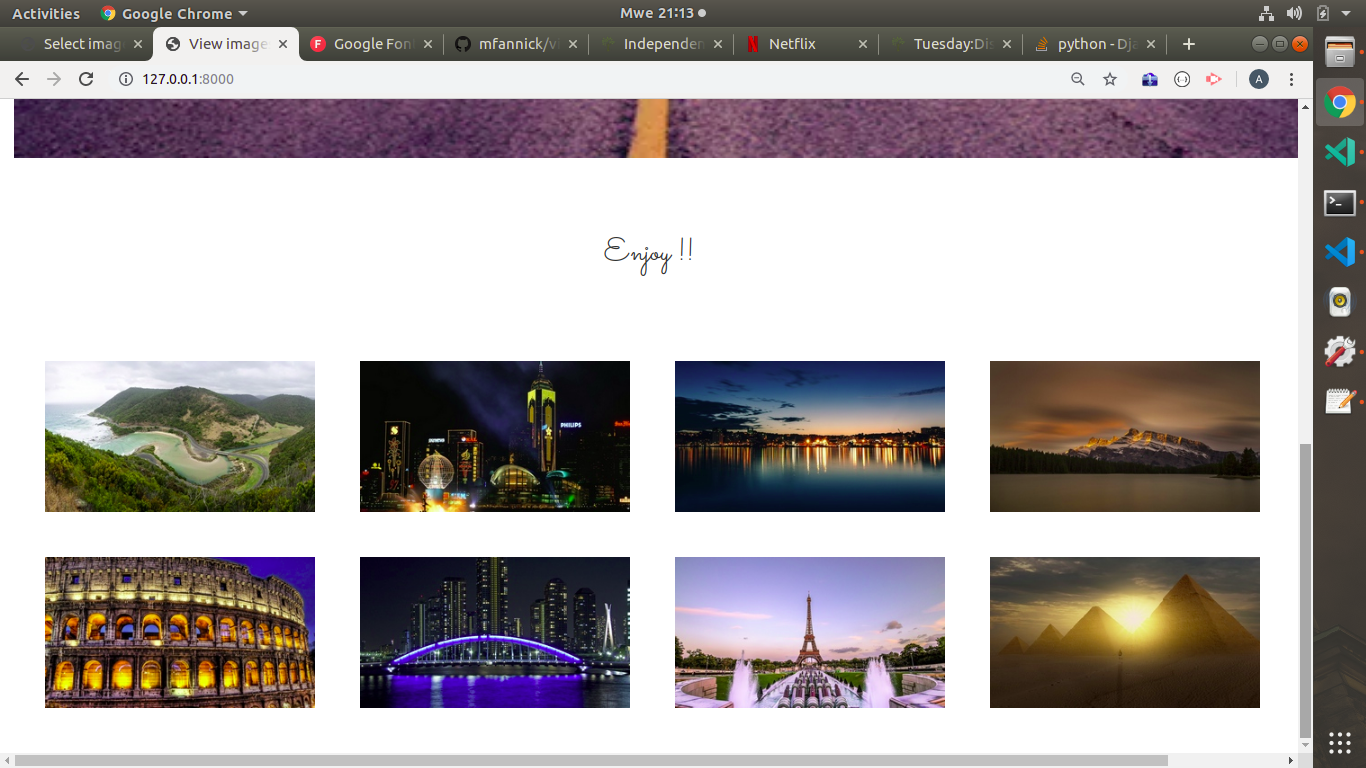 Activities Google Chrome Mwe 21:13
Select imag View image Google Fon mfannick/vi Independen Netflix Tuesday:Di python - Dja
127.0.0.1:8000 A
Enjoy !!
PHILIPS